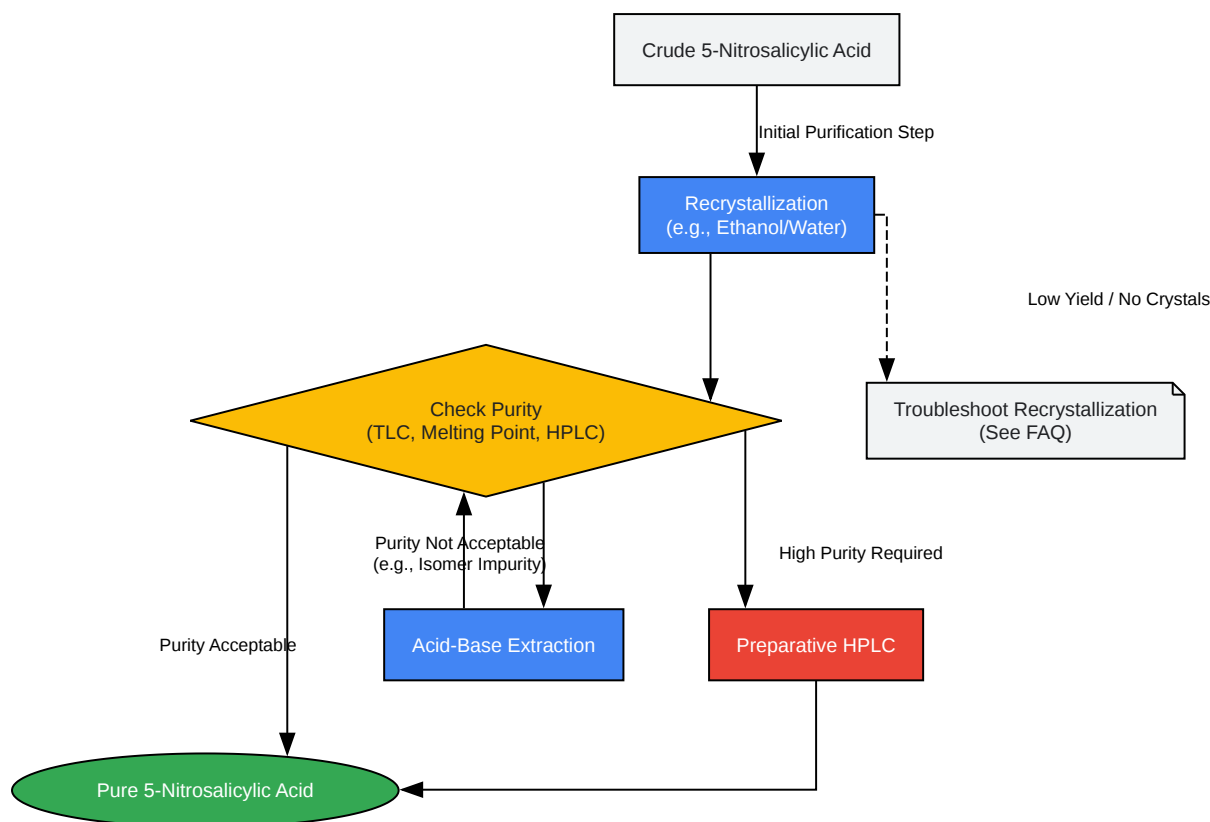 Crude 5-Nitrosalicylic Acid
Initial Purification Step
Recrystallization
(e.g., Ethanol/Water)
Low Yield / No Crystals
Check Purity
(TLC, Melting Point, HPLC)
Troubleshoot Recrystallization
(See FAQ)
Purity Not Acceptable
(e.g., Isomer Impurity)
High Purity Required
Purity Acceptable
Acid-Base Extraction
Preparative HPLC
Pure 5-Nitrosalicylic Acid